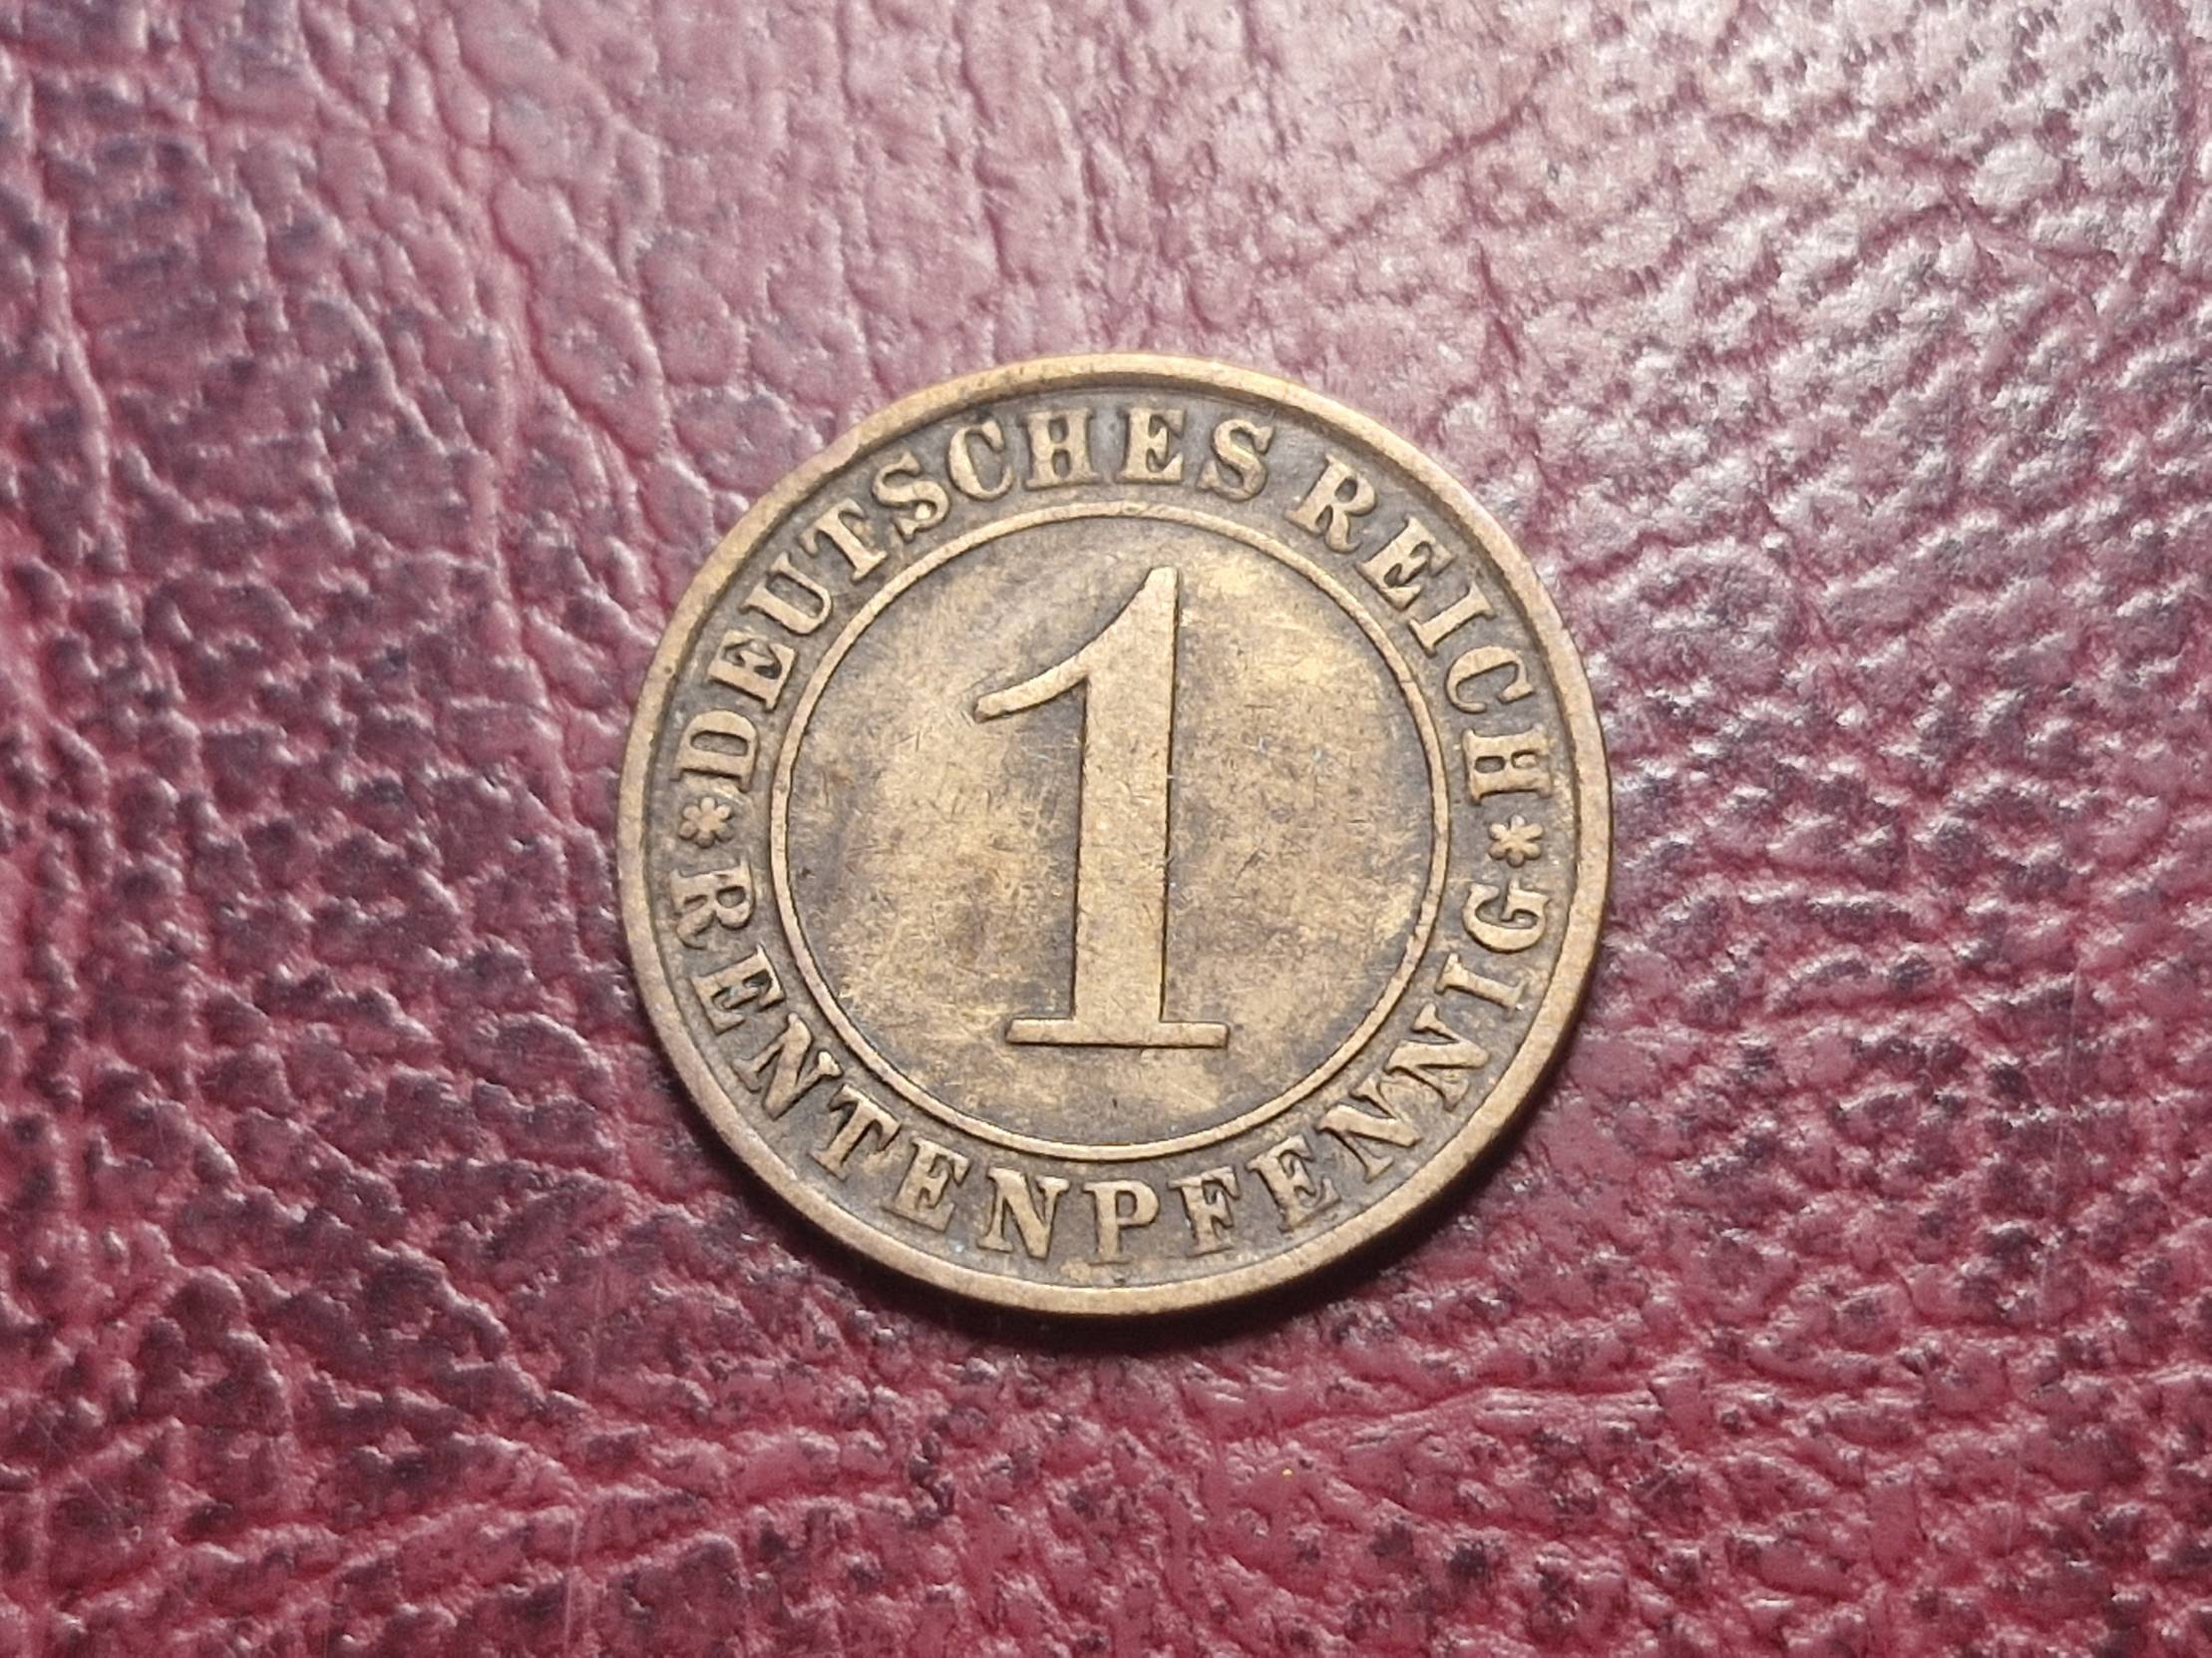 DEUTSCHES REICH
1
*RENTENPFENNIG*